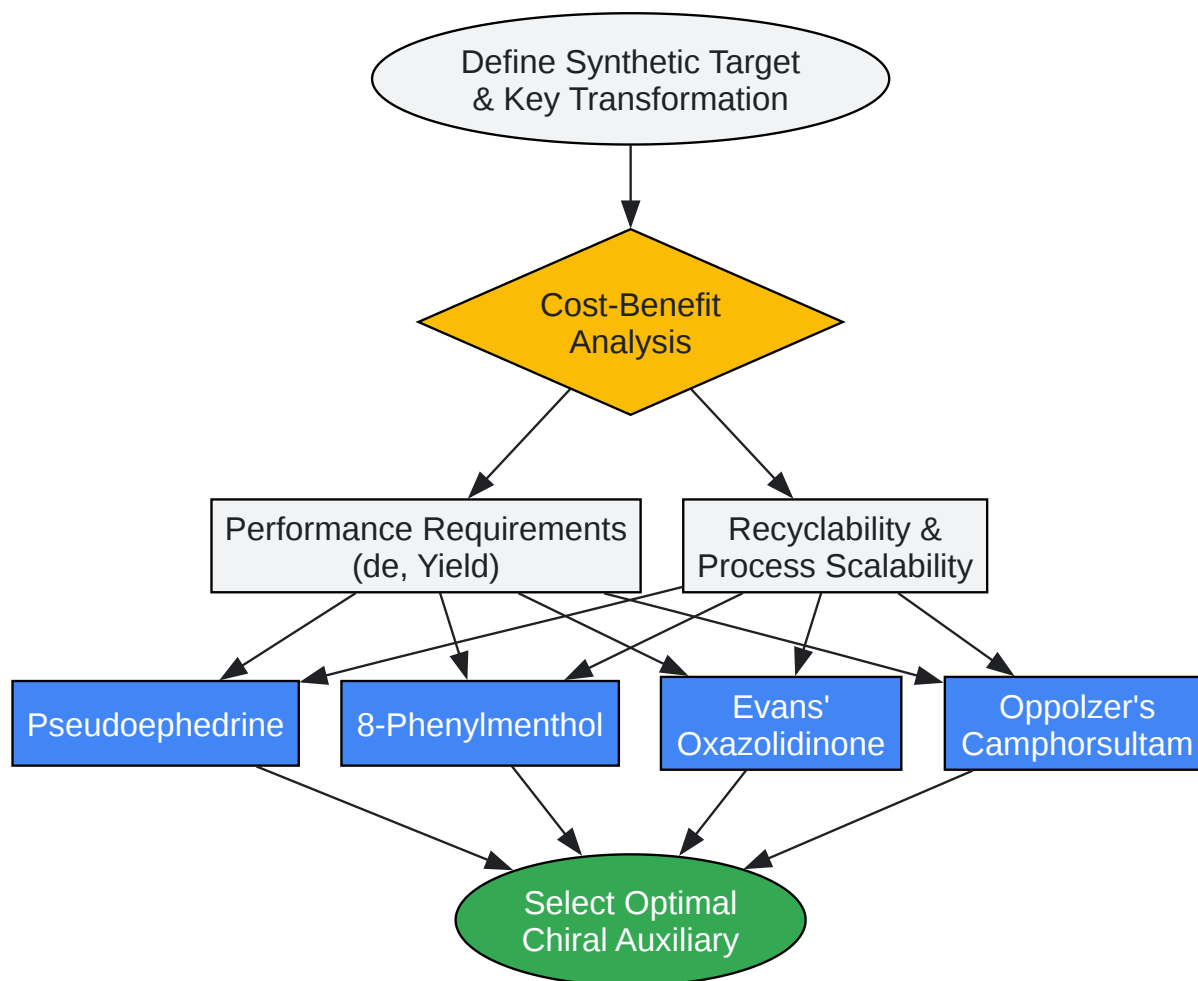 Define Synthetic Target
& Key Transformation
Cost-Benefit
Analysis
Performance Requirements
(de, Yield)
Recyclability &
Process Scalability
Pseudoephedrine
8-Phenylmenthol
Evans'
Oxazolidinone
Oppolzer's
Camphorsultam
Select Optimal
Chiral Auxiliary